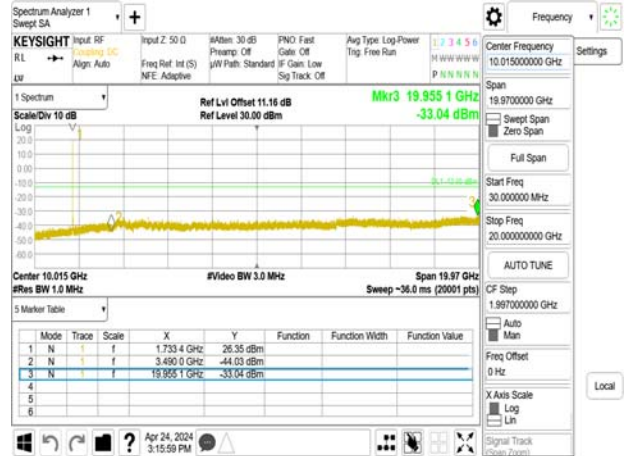 Spectrum Analyzer 1
Swept SA
+
Frequency
KEYSIGHT
RL
Input: RF
Coupling: DC
Align: Auto
Input Z: 50 Ω
Freq Ref: Int (S)
NFE: Adaptive
#Atten: 30 dB
Preamp: Off
µW Path: Standard
PNO: Fast
Gate: Off
IF Gain: Low
Sig Track: Off
Avg Type: Log-Power
Trig: Free Run
1 2 3 4 5 6
M W W W W W
P N N N N N
1 Spectrum
Scale/Div 10 dB
Log
Ref Lvl Offset 11.16 dB
Ref Level 30.00 dBm
Mkr3 19.955 1 GHz
-33.04 dBm
20.0
10.0
0.00
-10.0
-20.0
-30.0
-40.0
-50.0
-60.0
1
2
3
Center 10.015 GHz
#Res BW 1.0 MHz
#Video BW 3.0 MHz
Span 19.97 GHz
Sweep ~36.0 ms (20001 pts)
5 Marker Table
Mode Trace Scale X Y Function Function Width Function Value
1 N 1 f 1.733 4 GHz 26.35 dBm
2 N 1 f 3.490 0 GHz -44.03 dBm
3 N 1 f 19.955 1 GHz -33.04 dBm
4
5
6
?
Apr 24, 2024
3:15:59 PM
Center Frequency
10.015000000 GHz
Settings
Span
19.9700000 GHz
Swept Span
Zero Span
Full Span
Start Freq
30.000000 MHz
Stop Freq
20.000000000 GHz
AUTO TUNE
CF Step
1.997000000 GHz
Auto
Man
Freq Offset
0 Hz
X Axis Scale
Log
Lin
Local
Signal Track
(Span Zoom)